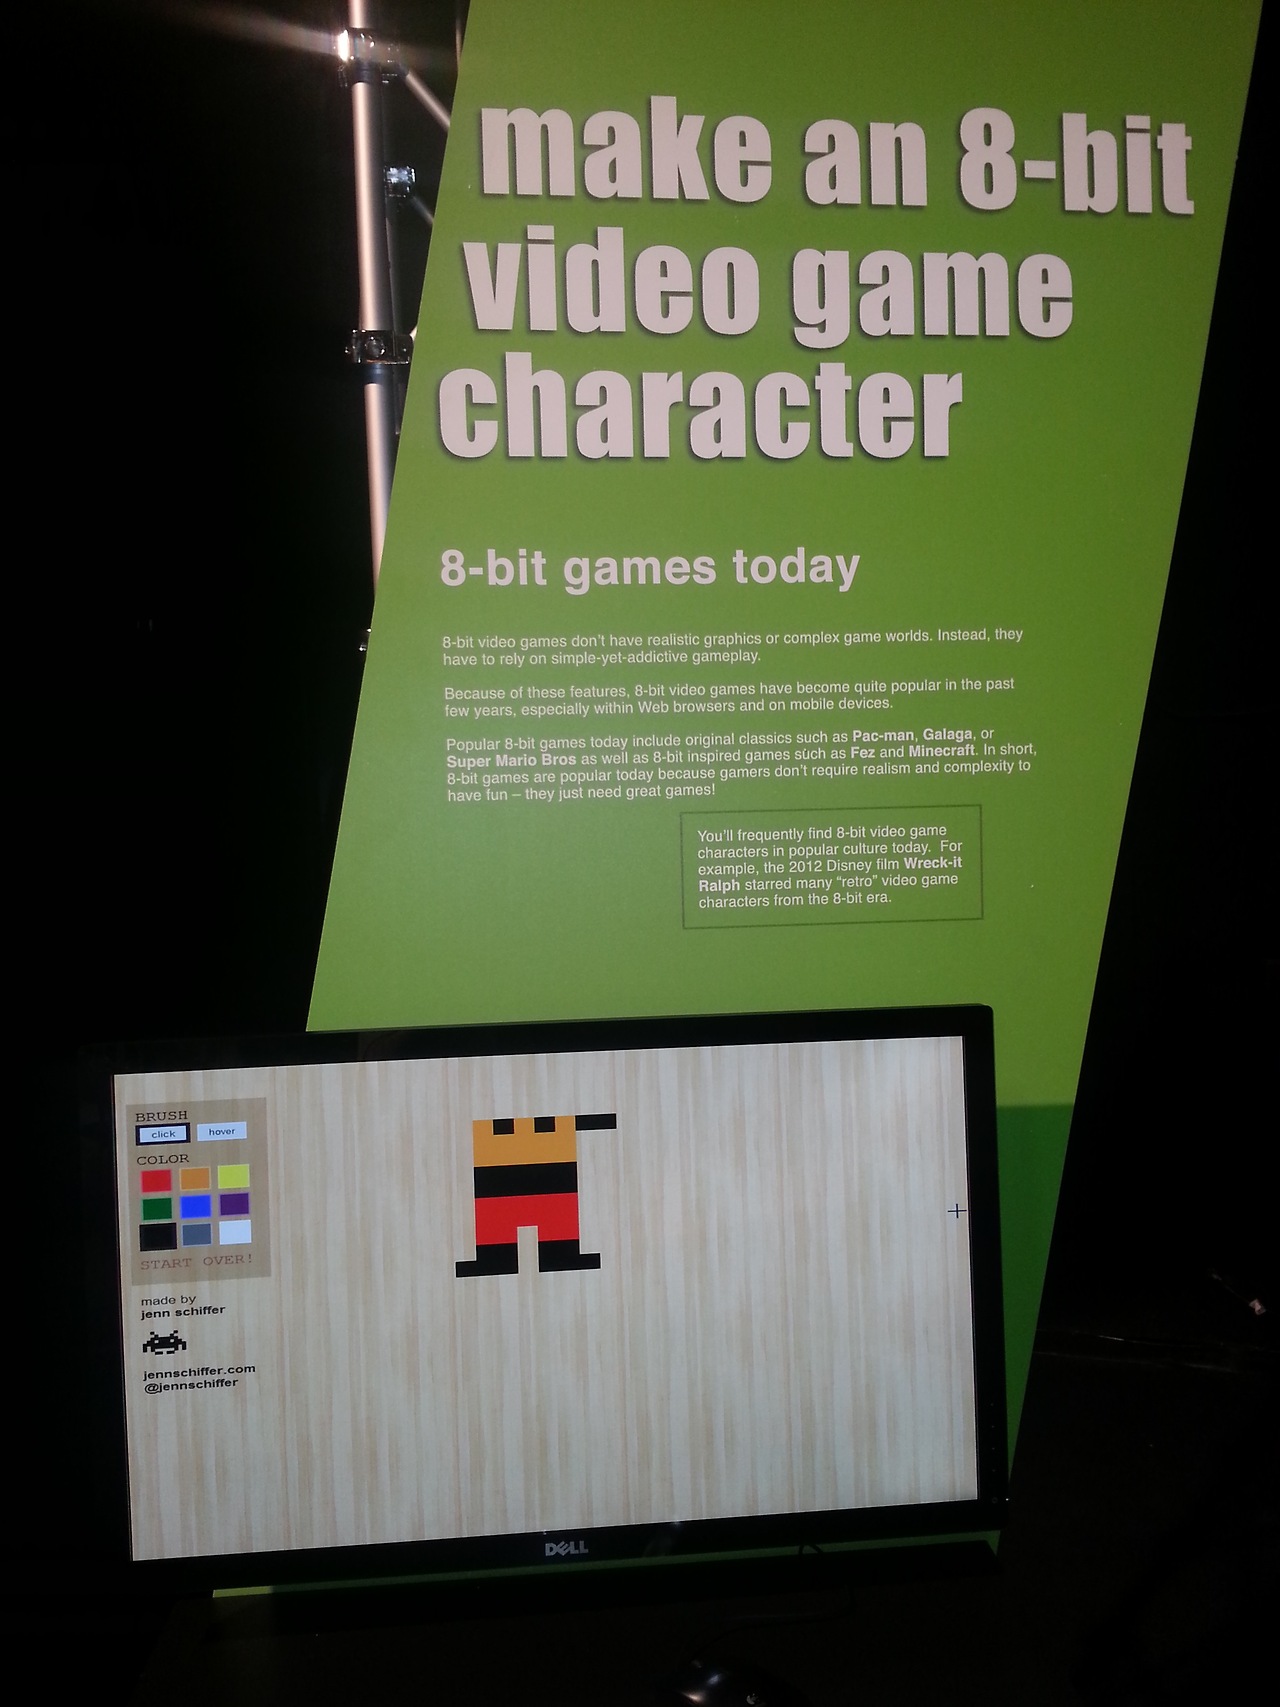 make an 8-bit
video game
character
8-bit games today
8-bit video games don't have realistic graphics or complex game worlds. Instead, they
have to rely on simple-yet-addictive gameplay.
Because of these features, 8-bit video games have become quite popular in the past
few years, especially within Web browsers and on mobile devices.
Popular 8-bit games today include original classics such as Pac-man, Galaga, or
Super Mario Bros as well as 8-bit inspired games such as Fez and Minecraft. In short,
8-bit games are popular today because gamers don't require realism and complexity to
have fun – they just need great games!
You'll frequently find 8-bit video game
characters in popular culture today. For
example, the 2012 Disney film Wreck-it
Ralph starred many "retro" video game
characters from the 8-bit era.
BRUSH
click hover
COLOR
START OVER!
made by
jenn schiffer
jennschiffer.com
@jennschiffer
DELL